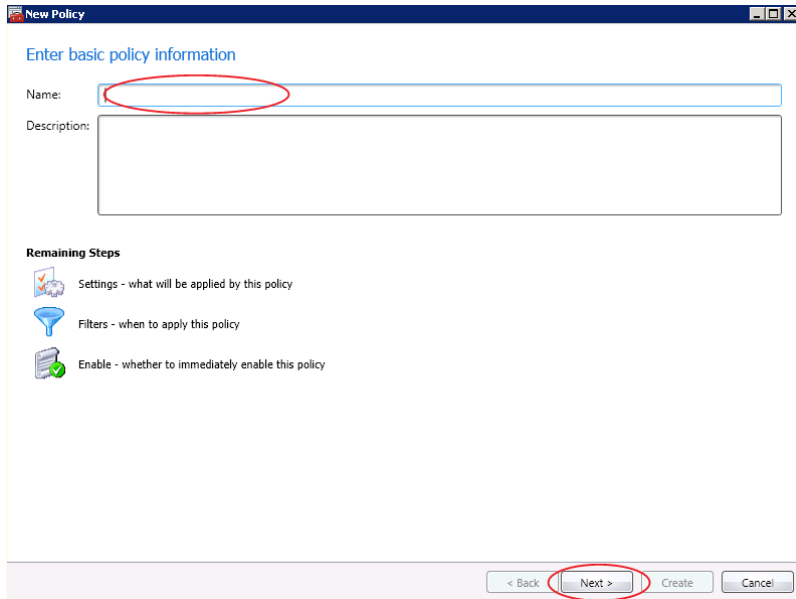 New Policy
Enter basic policy information
Name:
Description:
Remaining Steps
Settings - what will be applied by this policy
Filters - when to apply this policy
Enable - whether to immediately enable this policy
< Back Next > Create Cancel